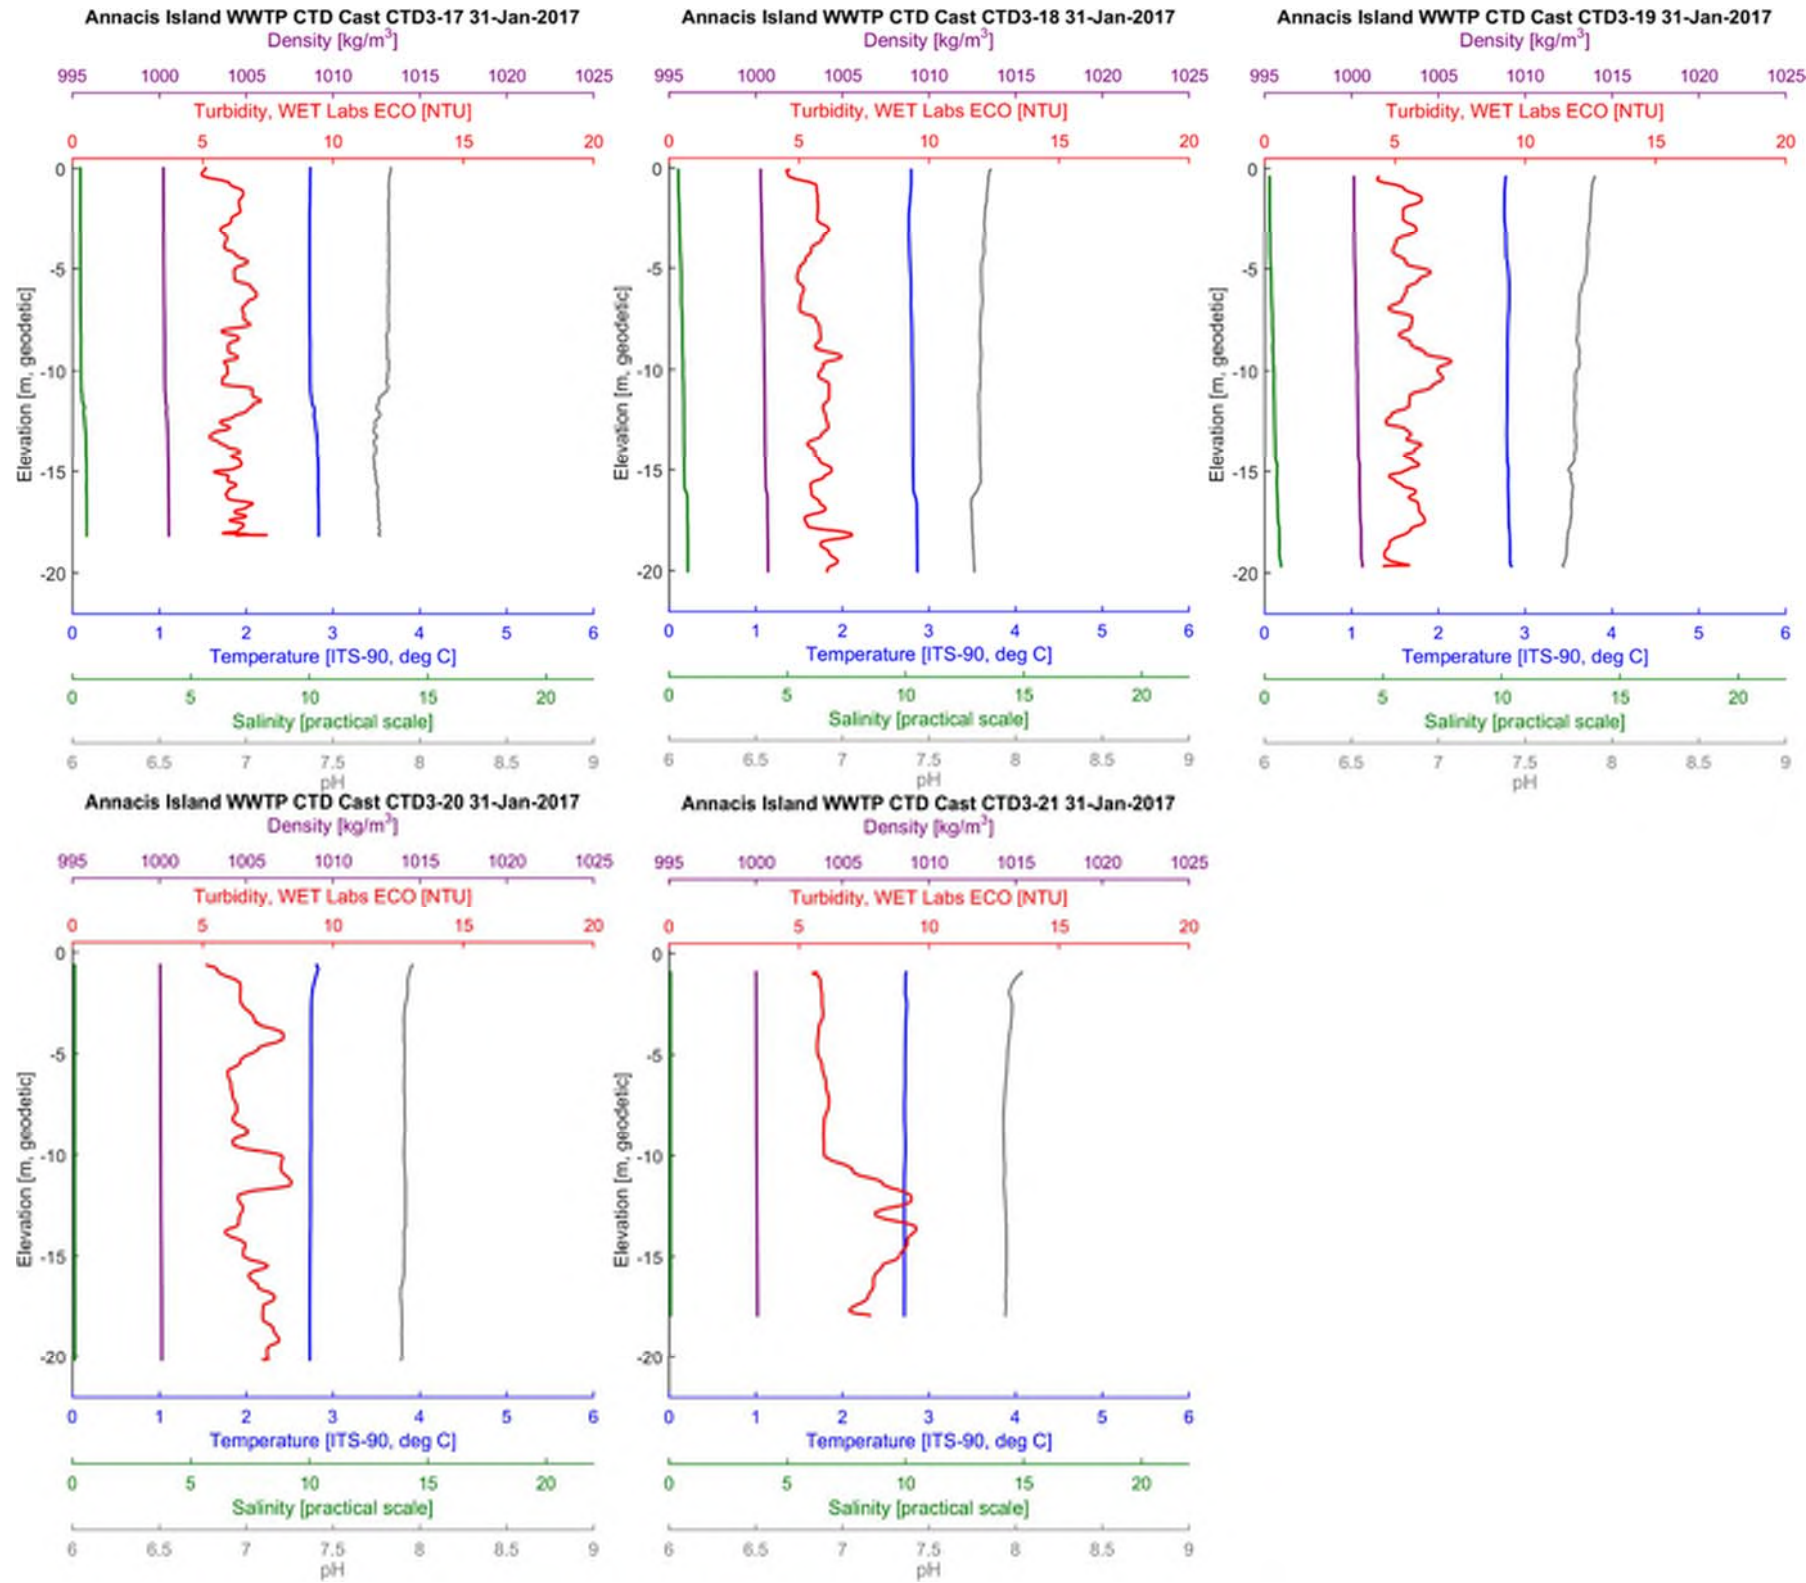 Annacis Island WWTP CTD Cast CTD3-17 31-Jan-2017
Density [kg/m3]
995 1000 1005 1010 1015 1020 1025
Turbidity, WET Labs ECO [NTU]
0 5 10 15 20
0
-5
-10
-15
-20
Elevation [m, geodetic]
0 1 2 3 4 5 6
Temperature [ITS-90, deg C]
0 5 10 15 20
Salinity [practical scale]
6 6.5 7 7.5 8 8.5 9
pH
Annacis Island WWTP CTD Cast CTD3-18 31-Jan-2017
Density [kg/m3]
995 1000 1005 1010 1015 1020 1025
Turbidity, WET Labs ECO [NTU]
0 5 10 15 20
0
-5
-10
-15
-20
Elevation [m, geodetic]
0 1 2 3 4 5 6
Temperature [ITS-90, deg C]
0 5 10 15 20
Salinity [practical scale]
6 6.5 7 7.5 8 8.5 9
pH
Annacis Island WWTP CTD Cast CTD3-19 31-Jan-2017
Density [kg/m3]
995 1000 1005 1010 1015 1020 1025
Turbidity, WET Labs ECO [NTU]
0 5 10 15 20
0
-5
-10
-15
-20
Elevation [m, geodetic]
0 1 2 3 4 5 6
Temperature [ITS-90, deg C]
0 5 10 15 20
Salinity [practical scale]
6 6.5 7 7.5 8 8.5 9
pH
Annacis Island WWTP CTD Cast CTD3-20 31-Jan-2017
Density [kg/m3]
995 1000 1005 1010 1015 1020 1025
Turbidity, WET Labs ECO [NTU]
0 5 10 15 20
0
-5
-10
-15
-20
Elevation [m, geodetic]
0 1 2 3 4 5 6
Temperature [ITS-90, deg C]
0 5 10 15 20
Salinity [practical scale]
6 6.5 7 7.5 8 8.5 9
pH
Annacis Island WWTP CTD Cast CTD3-21 31-Jan-2017
Density [kg/m3]
995 1000 1005 1010 1015 1020 1025
Turbidity, WET Labs ECO [NTU]
0 5 10 15 20
0
-5
-10
-15
-20
Elevation [m, geodetic]
0 1 2 3 4 5 6
Temperature [ITS-90, deg C]
0 5 10 15 20
Salinity [practical scale]
6 6.5 7 7.5 8 8.5 9
pH